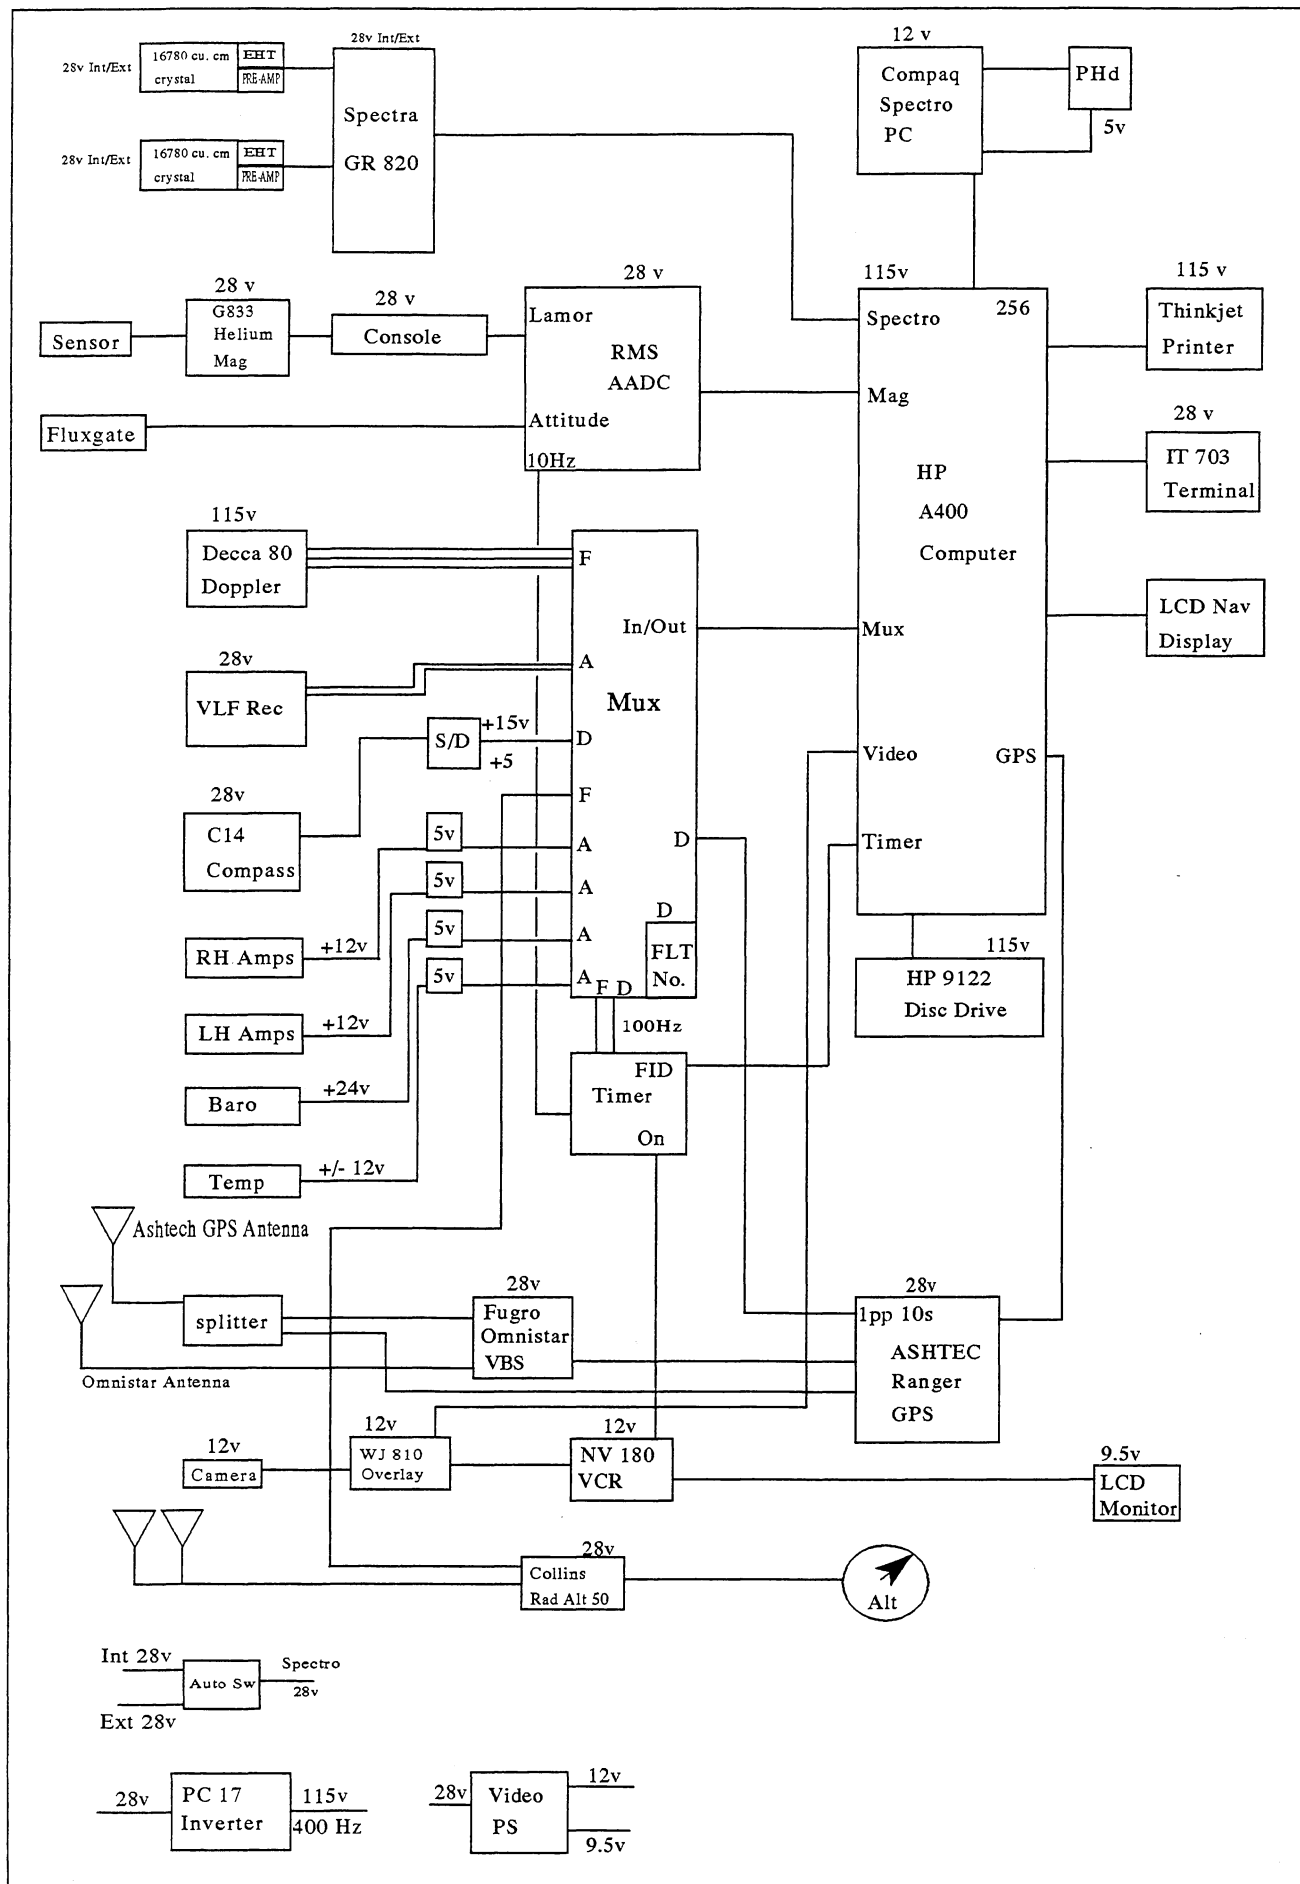 28v Int/Ext
16780 cu. cm
crystal
EHT
PRE-AMP
28v Int/Ext
16780 cu. cm
crystal
EHT
PRE-AMP
28v Int/Ext
Spectra
GR 820
12 v
Compaq
Spectro
PC
PHd
5v
Sensor
28 v
G833
Helium
Mag
28 v
Console
28 v
Lamor
RMS
AADC
Attitude
10Hz
Fluxgate
115v
Spectro
256
Mag
HP
A400
Computer
Mux
Video
GPS
Timer
115 v
Thinkjet
Printer
28 v
IT 703
Terminal
LCD Nav
Display
115v
Decca 80
Doppler
28v
VLF Rec
S/D
+15v
+5
28v
C14
Compass
5v
5v
5v
5v
RH Amps
+12v
LH Amps
+12v
Baro
+24v
Temp
+/- 12v
F
In/Out
A
Mux
D
F
A
D
A
D
A
FLT
No.
A
F D
100Hz
FID
Timer
On
115v
HP 9122
Disc Drive
Ashtech GPS Antenna
splitter
Omnistar Antenna
28v
Fugro
Omnistar
VBS
28v
1pp 10s
ASHTEC
Ranger
GPS
12v
Camera
12v
WJ 810
Overlay
12v
NV 180
VCR
9.5v
LCD
Monitor
28v
Collins
Rad Alt 50
Alt
Int 28v
Auto Sw
Spectro
28v
Ext 28v
28v
PC 17
Inverter
115v
400 Hz
28v
Video
PS
12v
9.5v